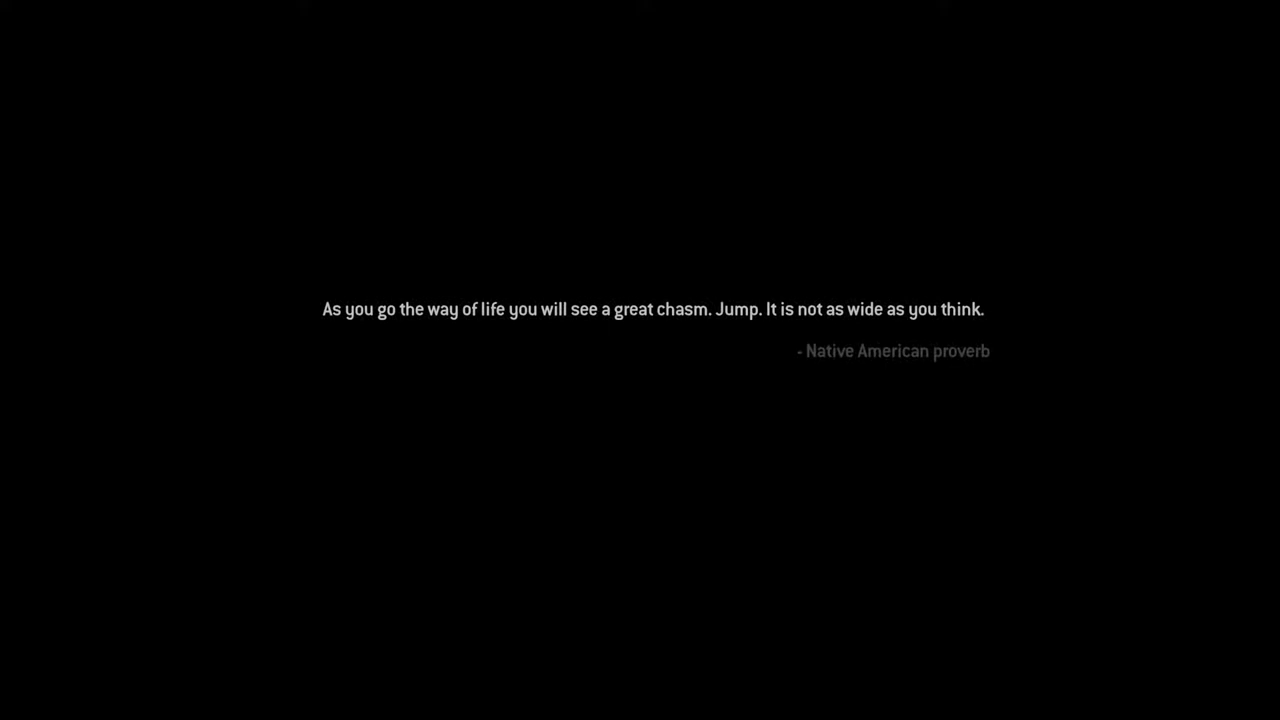 As you go the way of life you will see a great chasm. Jump. It is not as wide as you think.
- Native American proverb